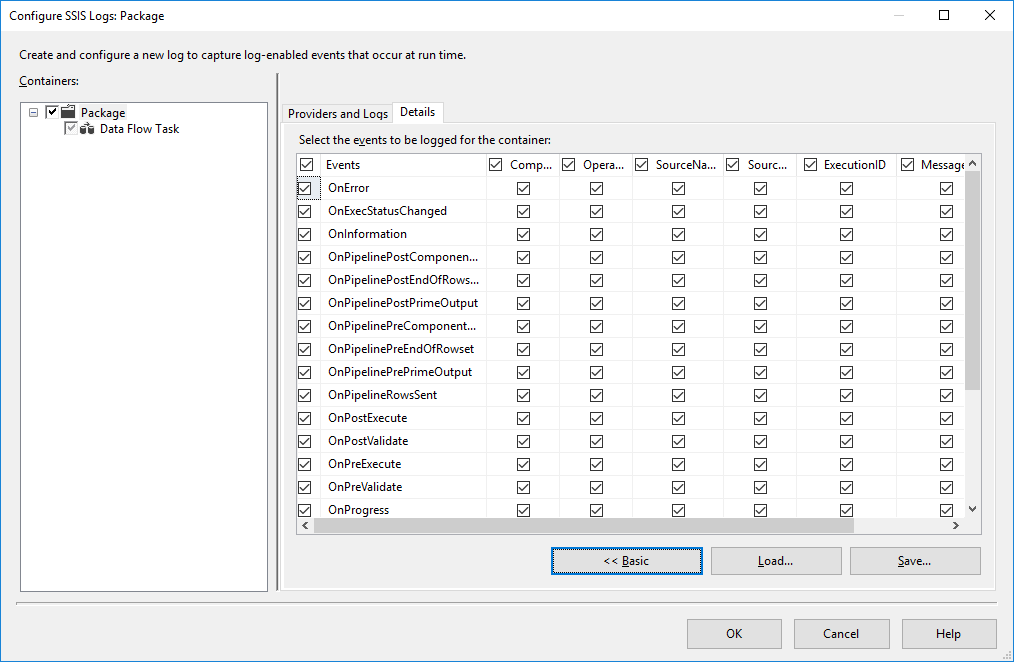 Configure SSIS Logs: Package
Create and configure a new log to capture log-enabled events that occur at run time.
Containers:
Package
Data Flow Task
Providers and Logs Details
Select the events to be logged for the container:
Events Comp... Opera... SourceNa... Sourc... ExecutionID Message
OnError
OnExecStatusChanged
OnInformation
OnPipelinePostComponen...
OnPipelinePostEndOfRows...
OnPipelinePostPrimeOutput
OnPipelinePreComponent...
OnPipelinePreEndOfRowset
OnPipelinePrePrimeOutput
OnPipelineRowsSent
OnPostExecute
OnPostValidate
OnPreExecute
OnPreValidate
OnProgress
<< Basic Load... Save...
OK Cancel Help